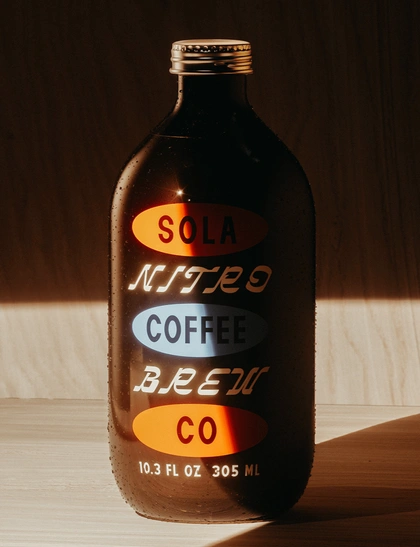 SOLA
NITRO
COFFEE
BREW
CO
10.3 FL OZ 305 ML